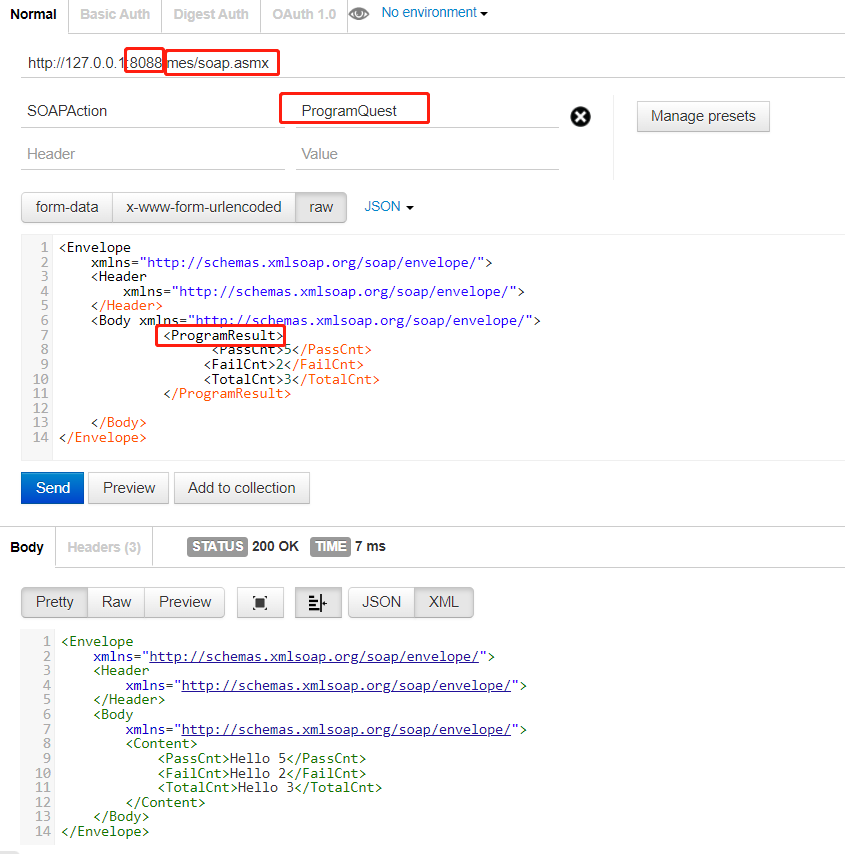 Normal Basic Auth Digest Auth OAuth 1.0 No environment
http://127.0.0.1:8088/mes/soap.asmx
SOAPAction ProgramQuest Manage presets
Header Value
form-data x-www-form-urlencoded raw JSON
1 <Envelope
2 xmlns="http://schemas.xmlsoap.org/soap/envelope/">
3 <Header
4 xmlns="http://schemas.xmlsoap.org/soap/envelope/">
5 </Header>
6 <Body xmlns="http://schemas.xmlsoap.org/soap/envelope/">
7 <ProgramResult>
8 <PassCnt>5</PassCnt>
9 <FailCnt>2</FailCnt>
10 <TotalCnt>3</TotalCnt>
11 </ProgramResult>
12
13 </Body>
14 </Envelope>
Send Preview Add to collection
Body Headers (3) STATUS 200 OK TIME 7 ms
Pretty Raw Preview JSON XML
1 <Envelope
2 xmlns="http://schemas.xmlsoap.org/soap/envelope/">
3 <Header
4 xmlns="http://schemas.xmlsoap.org/soap/envelope/">
5 </Header>
6 <Body
7 xmlns="http://schemas.xmlsoap.org/soap/envelope/">
8 <Content>
9 <PassCnt>Hello 5</PassCnt>
10 <FailCnt>Hello 2</FailCnt>
11 <TotalCnt>Hello 3</TotalCnt>
12 </Content>
13 </Body>
14 </Envelope>